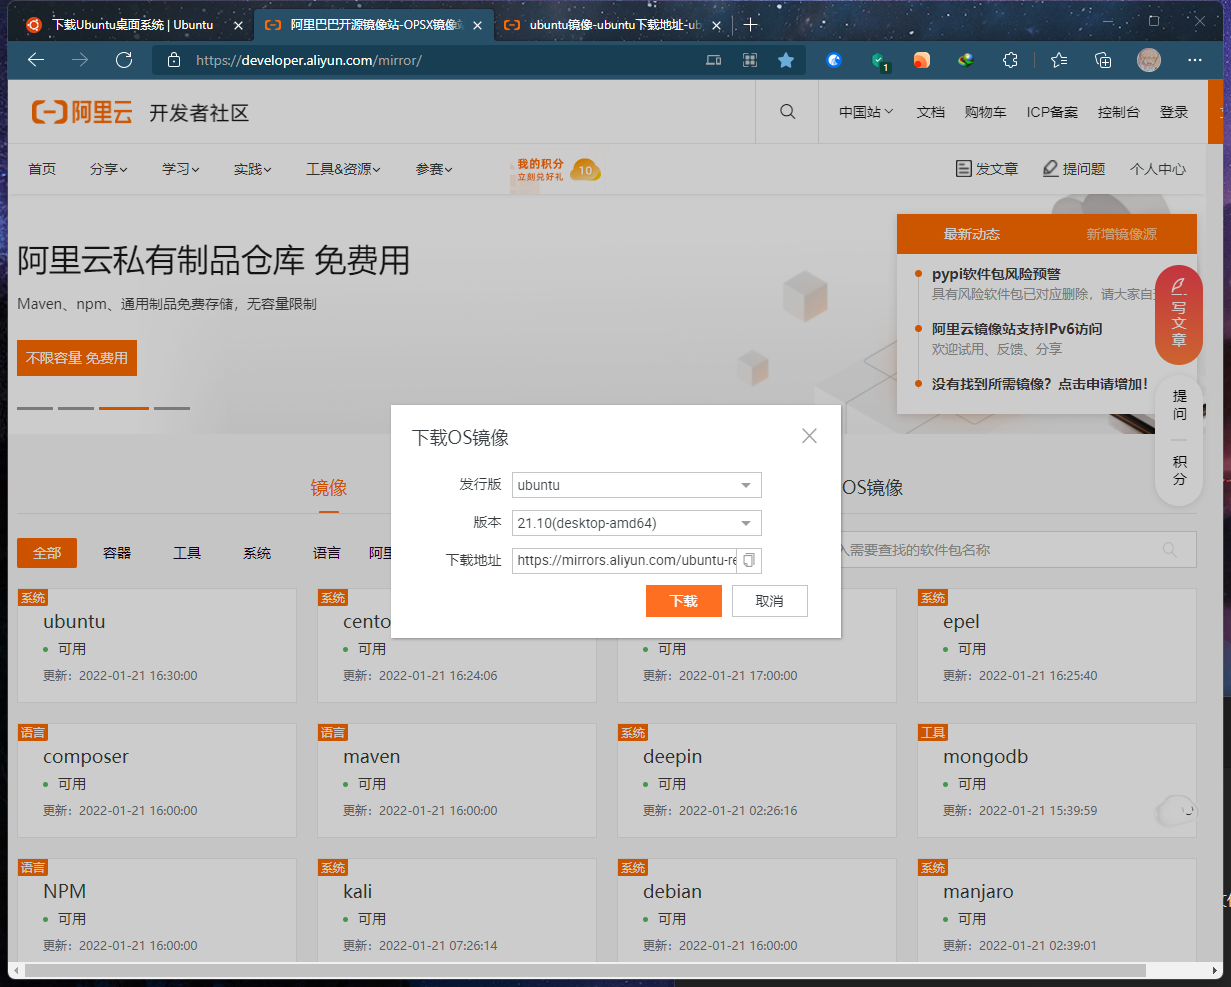 下载Ubuntu桌面系统 | Ubuntu
阿里巴巴开源镜像站-OPSX镜像站
ubuntu镜像-ubuntu下载地址-ub
https://developer.aliyun.com/mirror/
1
阿里云 开发者社区
中国站 文档 购物车 ICP备案 控制台 登录
首页 分享 学习 实践 工具&资源 参赛
我的积分
立刻兑好礼
10
发文章 提问题 个人中心
阿里云私有制品仓库 免费用
Maven、npm、通用制品免费存储，无容量限制
不限容量 免费用
最新动态 新增镜像源
pypi软件包风险预警
具有风险软件包已对应删除，请大家自
阿里云镜像站支持IPv6访问
欢迎试用、反馈、分享
没有找到所需镜像？点击申请增加!
写文章
提问
积分
下载OS镜像
发行版 ubuntu
版本 21.10(desktop-amd64)
下载地址 https://mirrors.aliyun.com/ubuntu-re
下载 取消
镜像
OS镜像
全部 容器 工具 系统 语言 阿里
入需要查找的软件包名称
系统
ubuntu
可用
更新：2022-01-21 16:30:00
系统
cento
可用
更新：2022-01-21 16:24:06
可用
更新：2022-01-21 17:00:00
系统
epel
可用
更新：2022-01-21 16:25:40
语言
composer
可用
更新：2022-01-21 16:00:00
语言
maven
可用
更新：2022-01-21 16:00:00
系统
deepin
可用
更新：2022-01-21 02:26:16
工具
mongodb
可用
更新：2022-01-21 15:39:59
语言
NPM
可用
更新：2022-01-21 16:00:00
系统
kali
可用
更新：2022-01-21 07:26:14
系统
debian
可用
更新：2022-01-21 16:00:00
系统
manjaro
可用
更新：2022-01-21 02:39:01